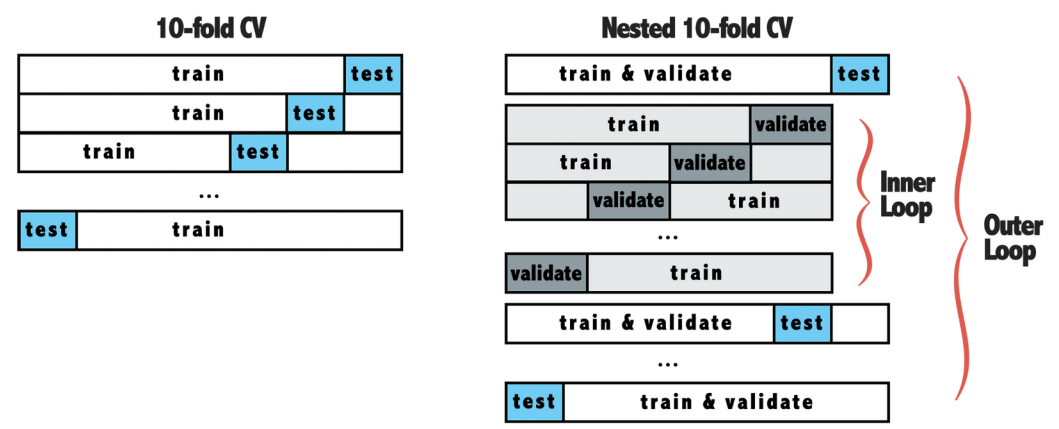 10-fold CV
train test
train test
train test
...
test train
Nested 10-fold CV
train & validate test
train validate
train validate
validate train
...
validate train
Inner
Loop
train & validate test
...
test train & validate
Outer
Loop